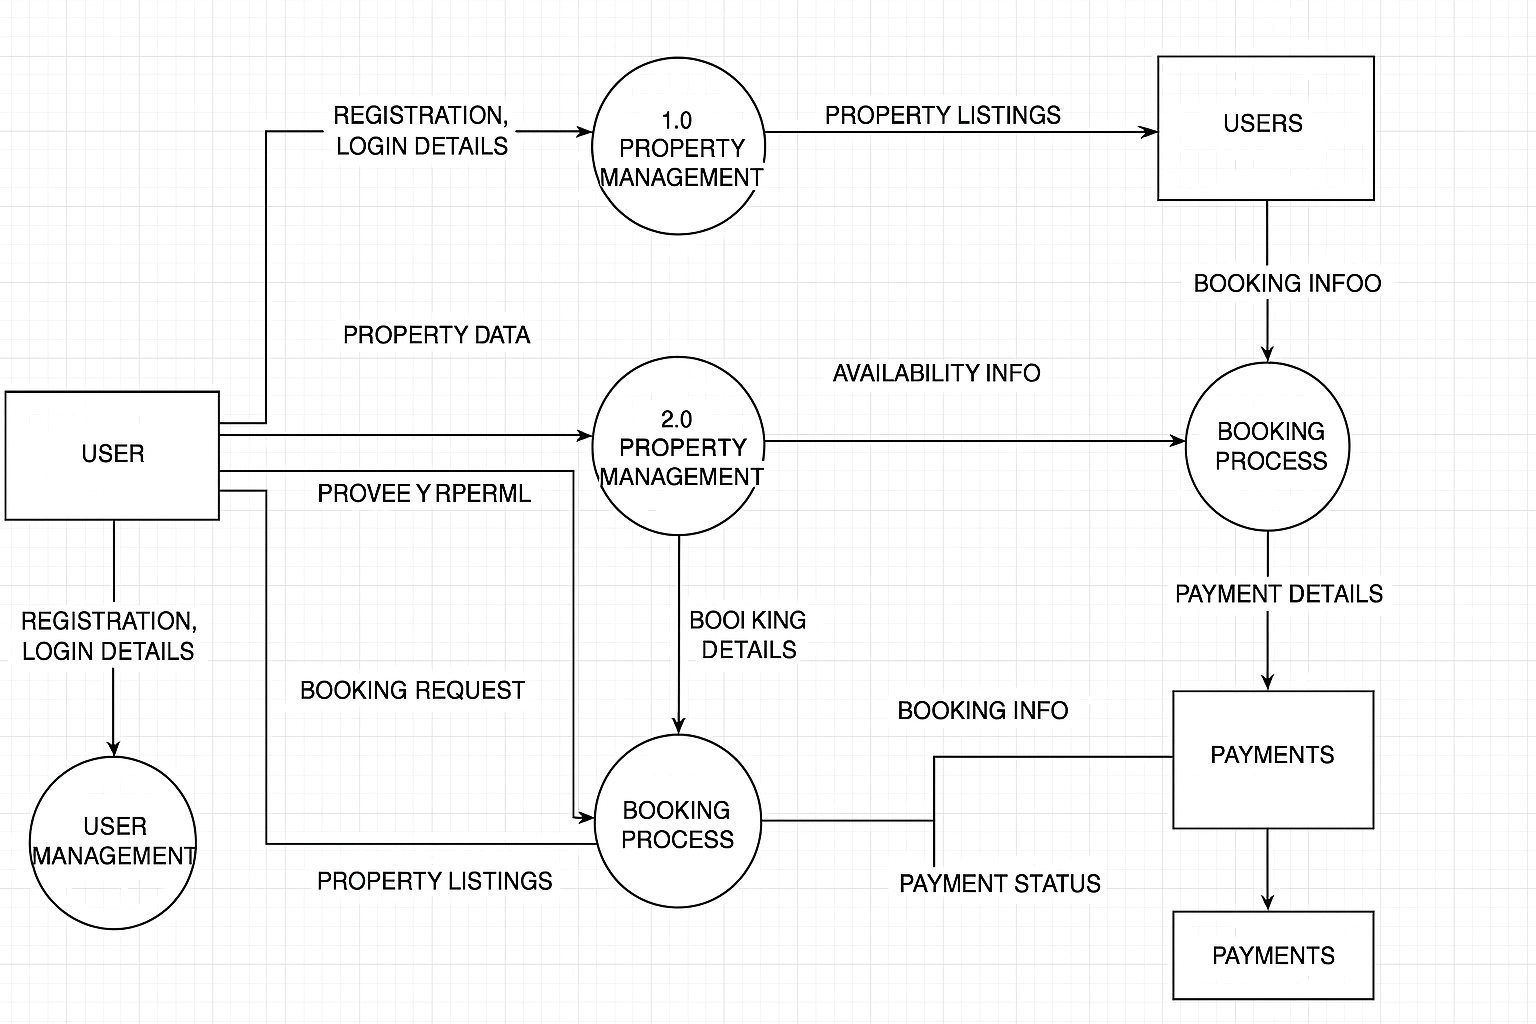 REGISTRATION,
LOGIN DETAILS
1.0
PROPERTY
MANAGEMENT
PROPERTY LISTINGS
USERS
BOOKING INFOO
PROPERTY DATA
AVAILABILITY INFO
USER
2.0
PROPERTY
MANAGEMENT
BOOKING
PROCESS
PROVEE Y RPERML
REGISTRATION,
LOGIN DETAILS
BOOI KING
DETAILS
PAYMENT DETAILS
BOOKING REQUEST
BOOKING INFO
PAYMENTS
USER
MANAGEMENT
BOOKING
PROCESS
PROPERTY LISTINGS
PAYMENT STATUS
PAYMENTS